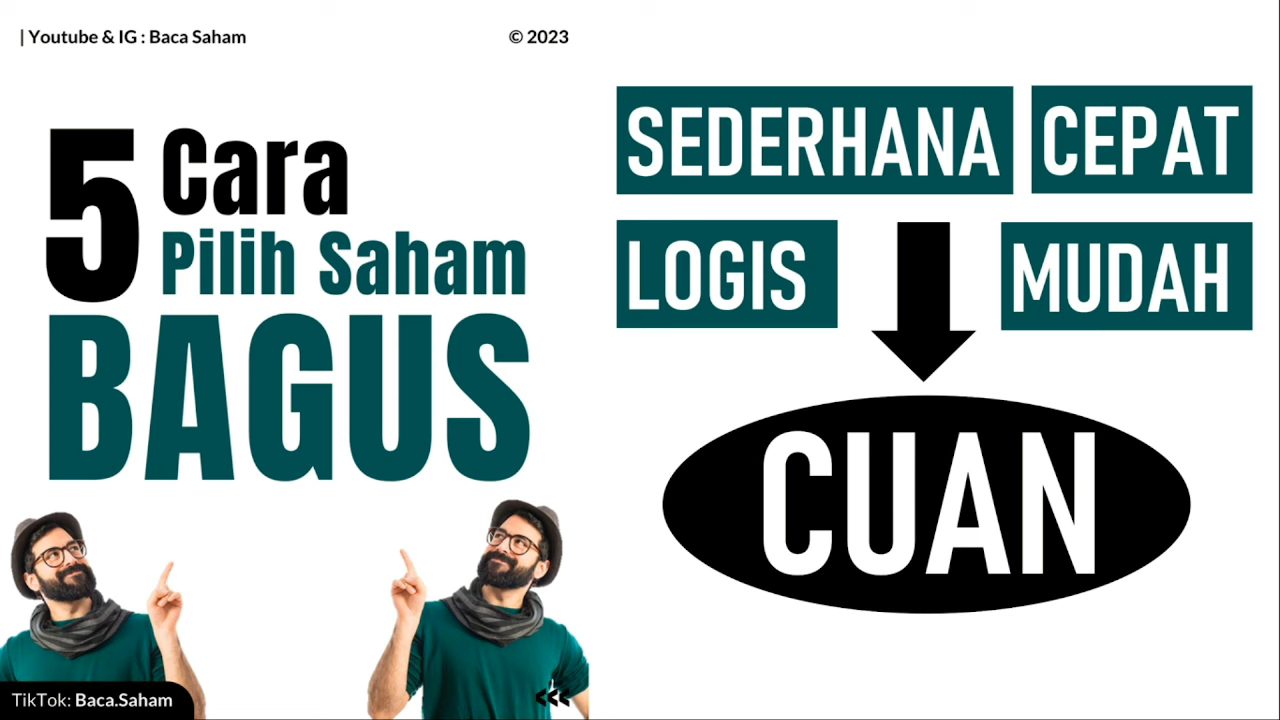 | Youtube & IG : Baca Saham
© 2023
5 Cara
Pilih Saham
BAGUS
TikTok: Baca.Saham
SEDERHANA
CEPAT
LOGIS
MUDAH
CUAN